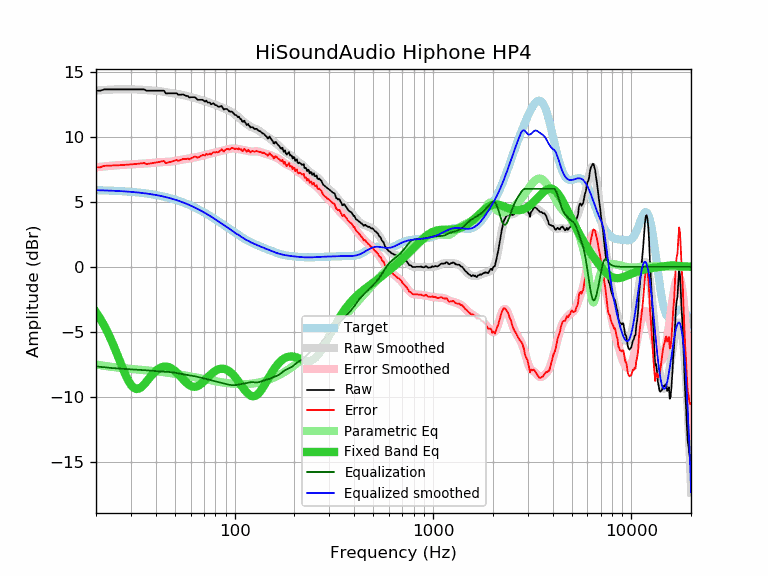 HiSoundAudio Hiphone HP4
15
10
5
0
−5
−10
−15
Amplitude (dBr)
Target
Raw Smoothed
Error Smoothed
Raw
Error
Parametric Eq
Fixed Band Eq
Equalization
Equalized smoothed
100
1000
10000
Frequency (Hz)